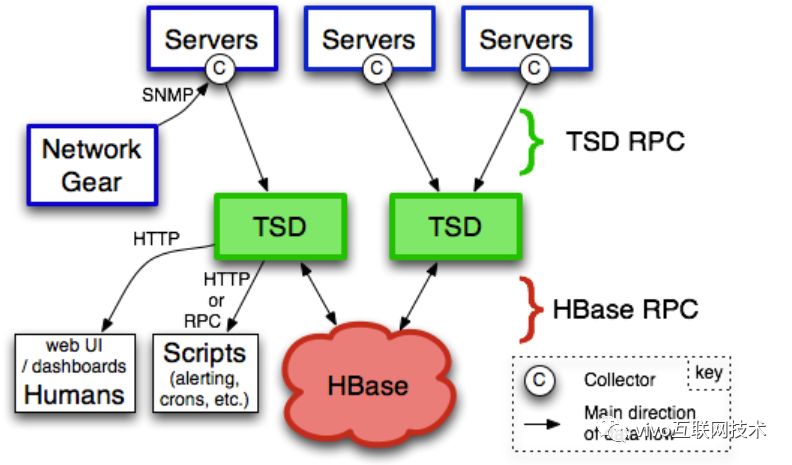 Servers
Servers
Servers
C
C
C
SNMP
Network
Gear
TSD RPC
TSD
TSD
HTTP
HTTP
or
RPC
HBase RPC
web UI
/ dashboards
Humans
Scripts
(alerting,
crons, etc.)
HBase
key
C
Collector
Main direction
of data flow
vivo互联网技术